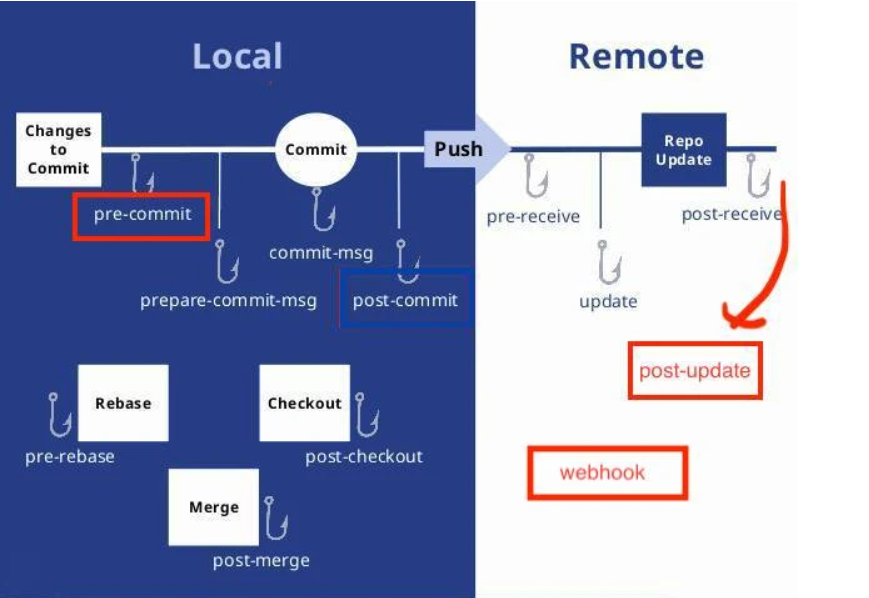 Local
Remote
Changes
to
Commit
Commit
Push
Repo
Update
pre-commit
pre-receive
post-receive
commit-msg
prepare-commit-msg
post-commit
update
post-update
Rebase
Checkout
pre-rebase
post-checkout
webhook
Merge
post-merge